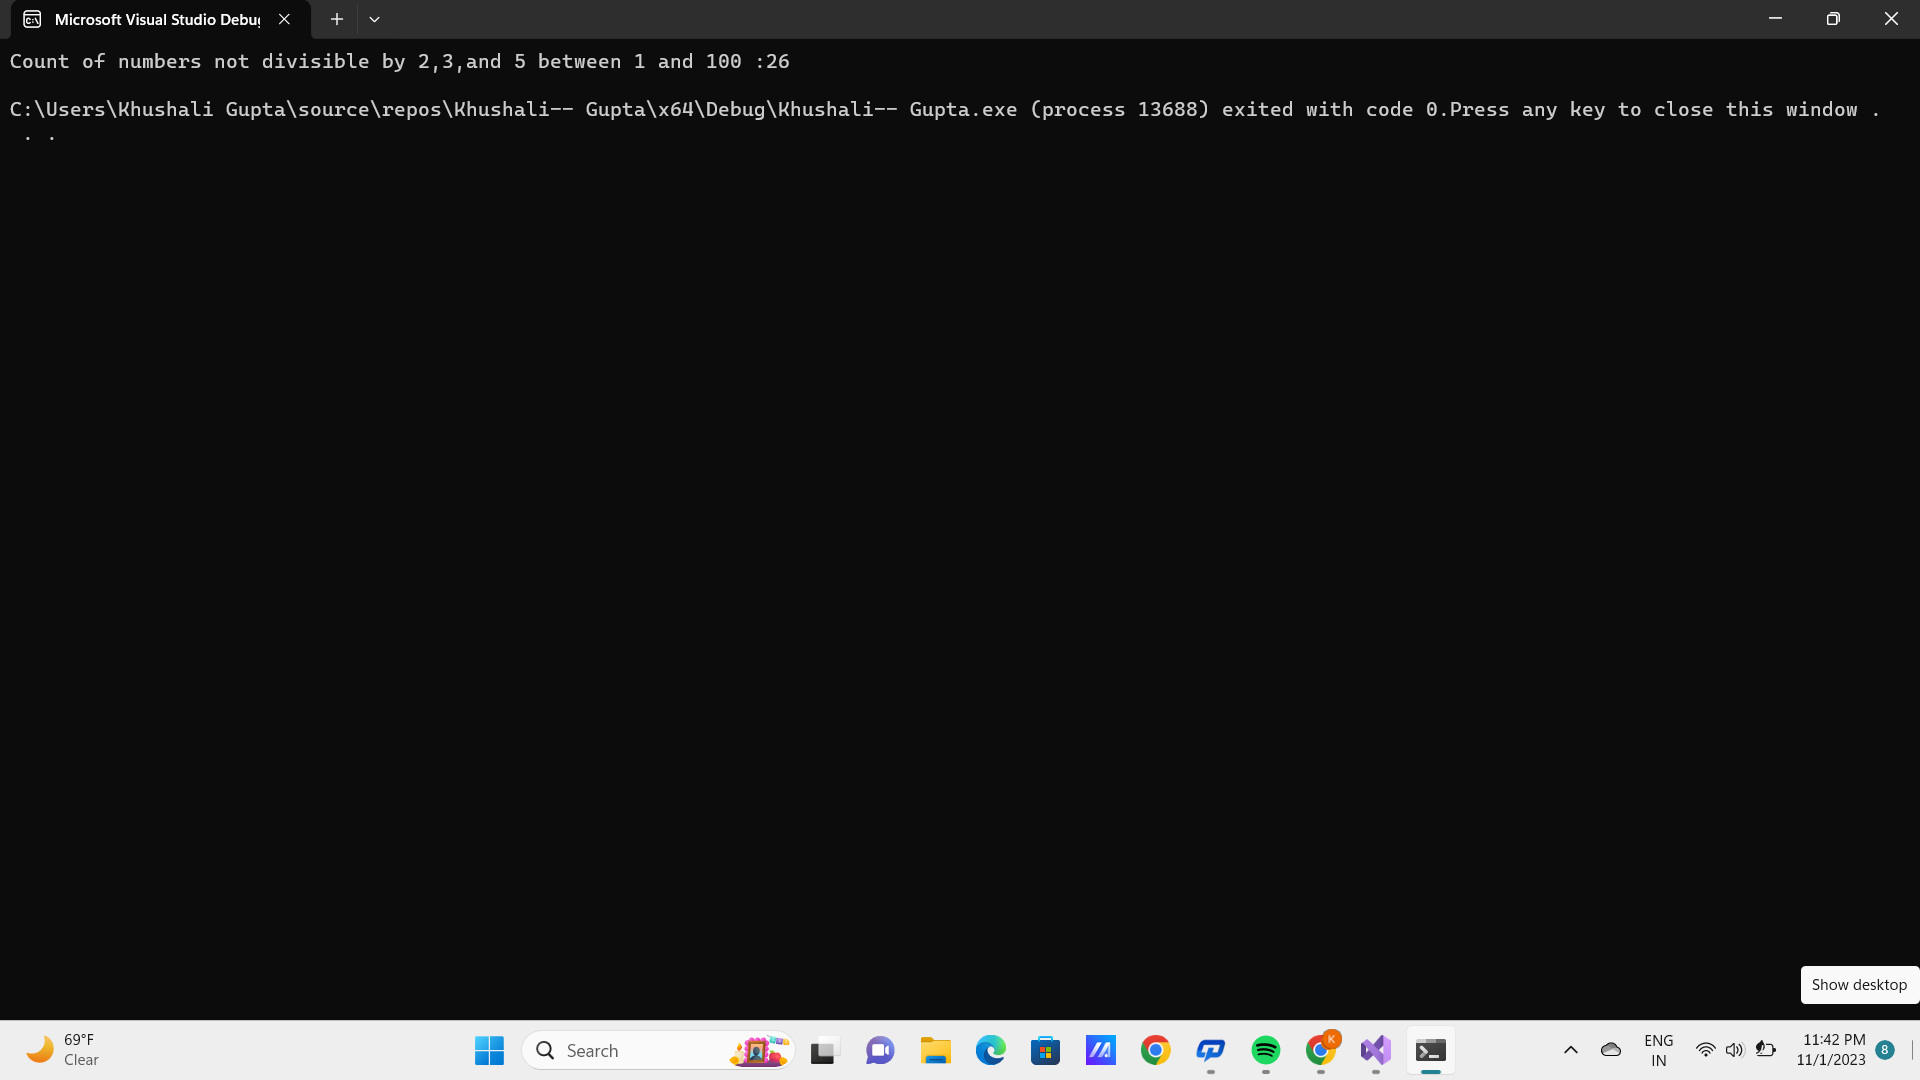 Microsoft Visual Studio Debu
Count of numbers not divisible by 2,3,and 5 between 1 and 100 :26
C:\Users\Khushali Gupta\source\repos\Khushali-- Gupta\x64\Debug\Khushali-- Gupta.exe (process 13688) exited with code 0.Press any key to close this window .
. .
Show desktop
69°F
Clear
Search
K
ENG
IN
11:42 PM
11/1/2023
8